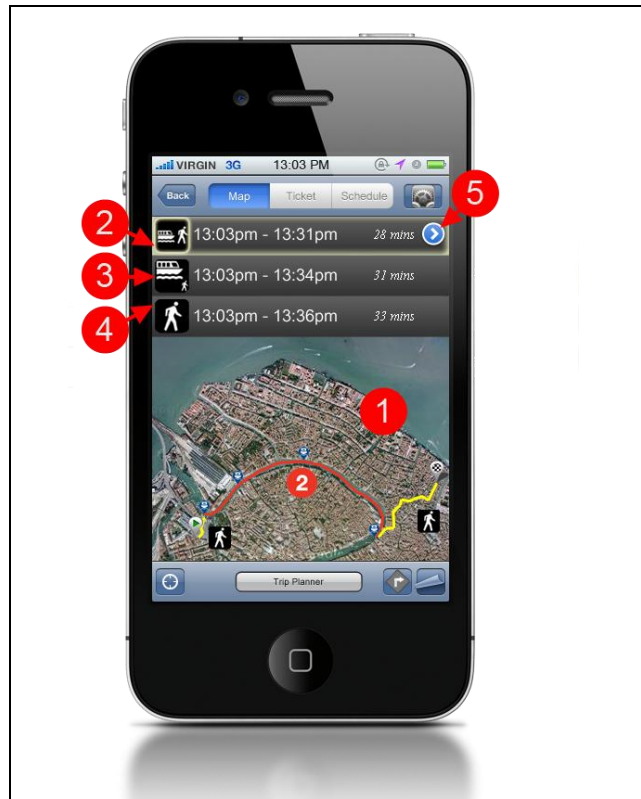 VIRGIN 3G 13:03 PM
Back Map Ticket Schedule
5
2
13:03pm - 13:31pm 28 mins
3
13:03pm - 13:34pm 31 mins
4
13:03pm - 13:36pm 33 mins
1
2
Trip Planner